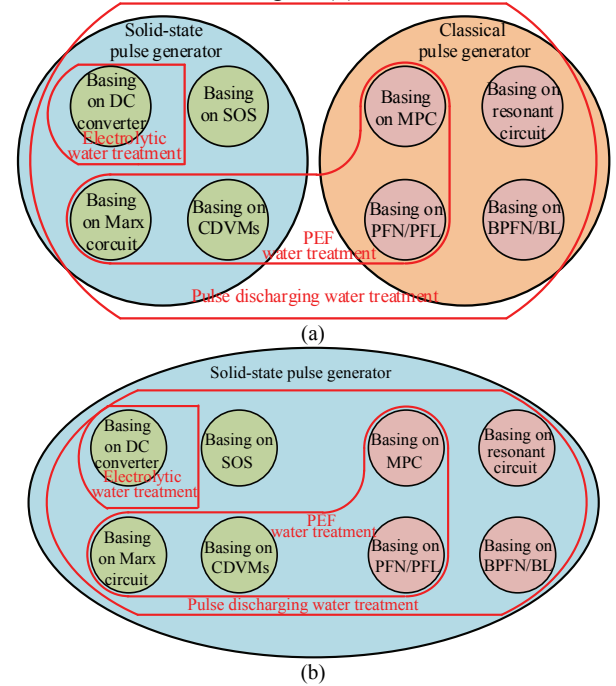 Solid-state
pulse generator
Classical
pulse generator
Basing
on DC
converter
Basing
on SOS
Basing
on MPC
Basing on
resonant
circuit
Electrolytic
water treatment
Basing
on Marx
corcuit
Basing on
CDVMs
Basing on
PFN/PFL
Basing on
BPFN/BL
PEF
water treatment
Pulse discharging water treatment
(a)
Solid-state pulse generator
Basing
on DC
converter
Basing on
SOS
Basing on
MPC
Basing on
resonant
circuit
Electrolytic
water treatment
PEF
water treatment
Basing
on Marx
circuit
Basing on
CDVMs
Basing on
PFN/PFL
Basing on
BPFN/BL
Pulse discharging water treatment
(b)